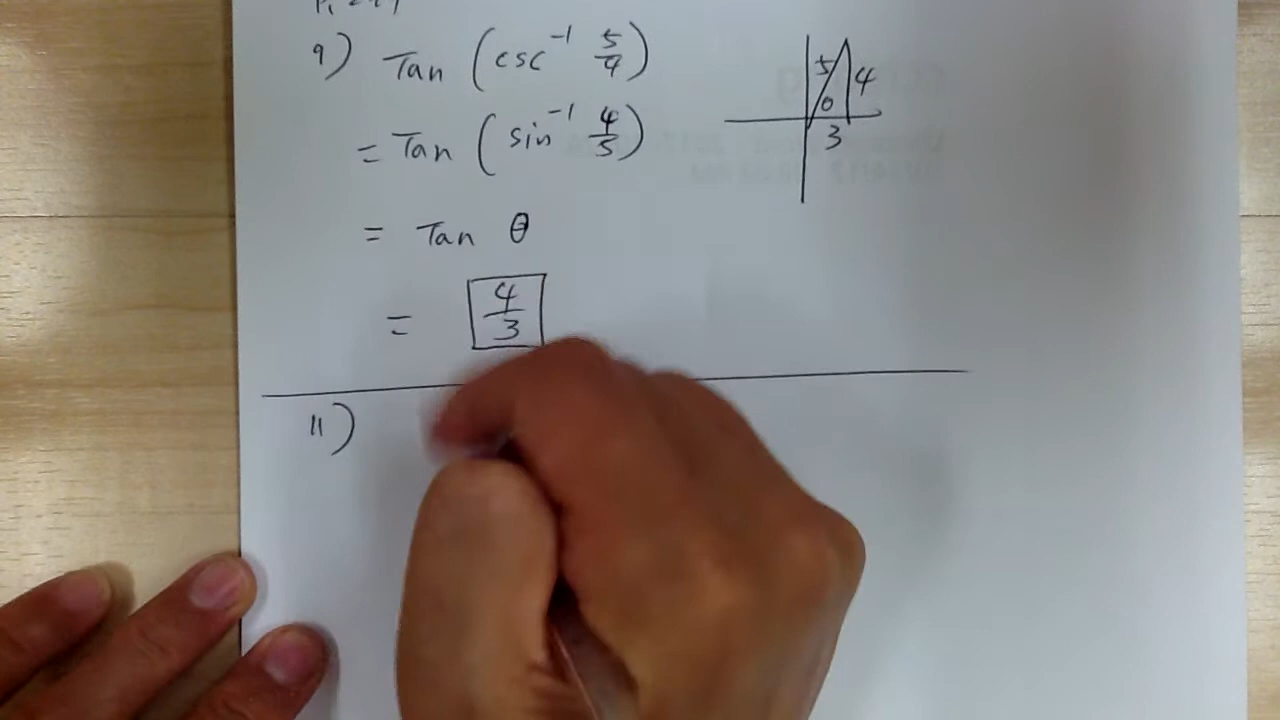 9) Tan (csc⁻¹ 5/4)
= Tan (sin⁻¹ 4/5)
= Tan θ
= 4/3
5
4
θ
3
11)